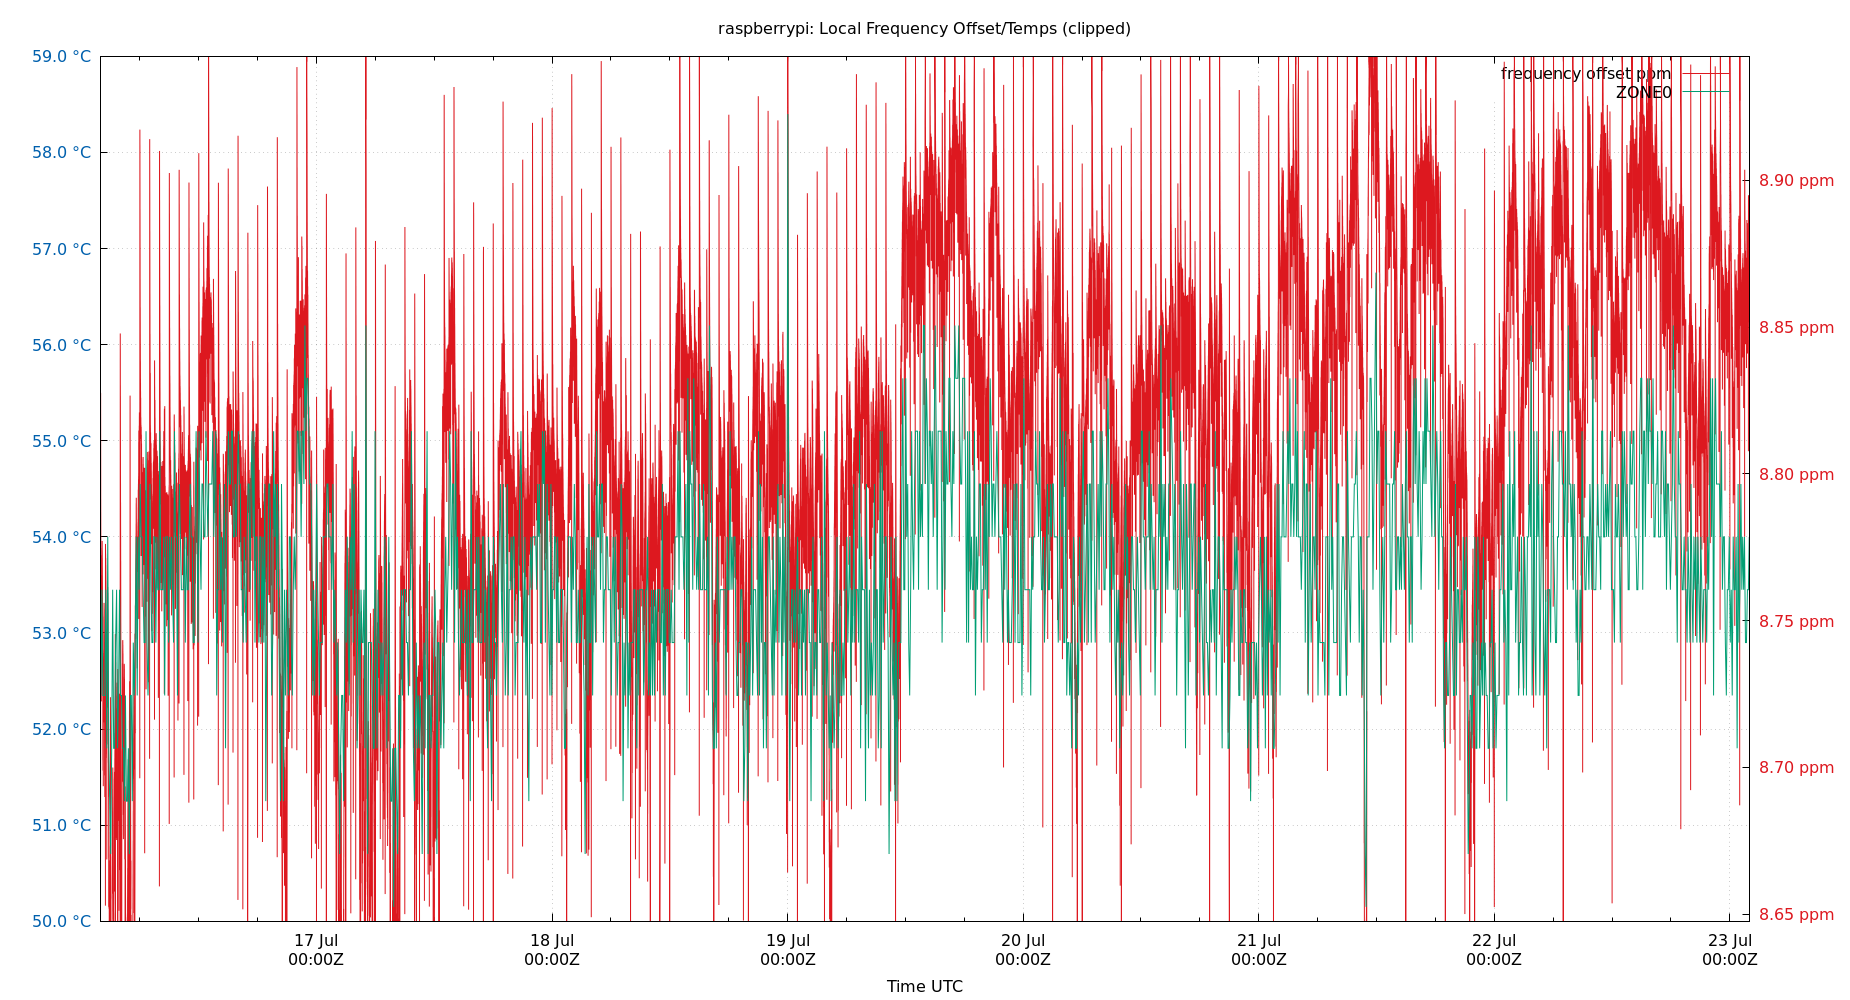 raspberrypi: Local Frequency Offset/Temps (clipped)
59.0 °C
58.0 °C
57.0 °C
56.0 °C
55.0 °C
54.0 °C
53.0 °C
52.0 °C
51.0 °C
50.0 °C
frequency offset ppm
ZONE0
8.90 ppm
8.85 ppm
8.80 ppm
8.75 ppm
8.70 ppm
8.65 ppm
17 Jul
00:00Z
18 Jul
00:00Z
19 Jul
00:00Z
20 Jul
00:00Z
21 Jul
00:00Z
22 Jul
00:00Z
23 Jul
00:00Z
Time UTC